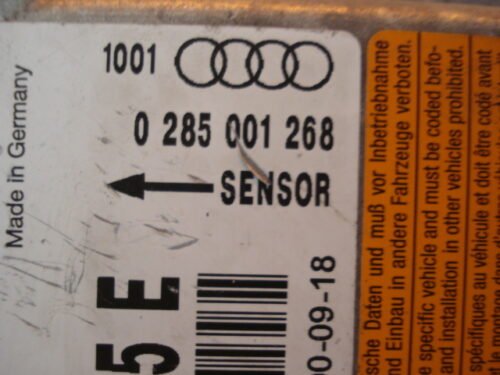 1001
0 285 001 268
SENSOR
Made in Germany
5 E
00-09-18
Daten und muß vor Inbetriebnahme
Einbau in andere Fahrzeuge verboten.
specific vehicle and must be coded befo-
and installation in other vehicles prohibited.
spécifiques au véhicule et doit être codé avant